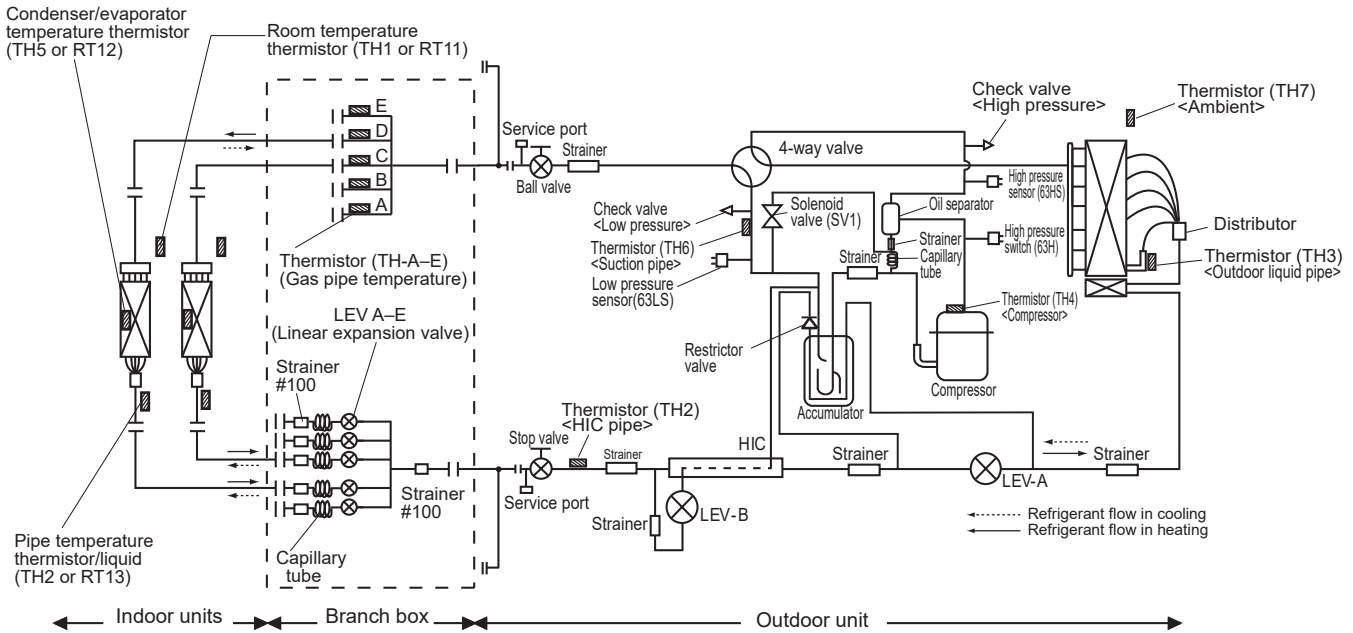 Condenser/evaporator
temperature thermistor
(TH5 or RT12)
Room temperature
thermistor (TH1 or RT11)
E
D
C
B
A
Thermistor (TH-A–E)
(Gas pipe temperature)
LEV A–E
(Linear expansion valve)
Strainer
#100
Strainer
#100
Capillary
tube
Pipe temperature
thermistor/liquid
(TH2 or RT13)
Service port
Strainer
Ball valve
4-way valve
Check valve
<High pressure>
Thermistor (TH7)
<Ambient>
High pressure
sensor (63HS)
Oil separator
Solenoid
valve (SV1)
Check valve
<Low pressure>
Thermistor (TH6)
<Suction pipe>
Low pressure
sensor(63LS)
Strainer
Strainer
Capillary
tube
High pressure
switch (63H)
Distributor
Thermistor (TH3)
<Outdoor liquid pipe>
Thermistor (TH4)
<Compressor>
Restrictor
valve
Compressor
Accumulator
Thermistor (TH2)
<HIC pipe>
Stop valve
Strainer
Service port
HIC
Strainer
Strainer
LEV-B
LEV-A
Strainer
Refrigerant flow in cooling
Refrigerant flow in heating
Indoor units
Branch box
Outdoor unit